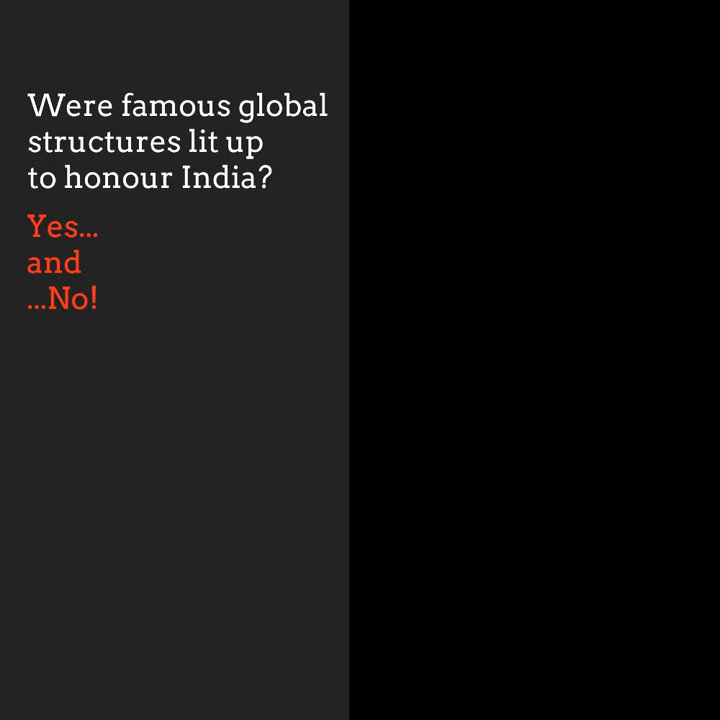 Were famous global
structures lit up
to honour India?
Yes...
and
...No!